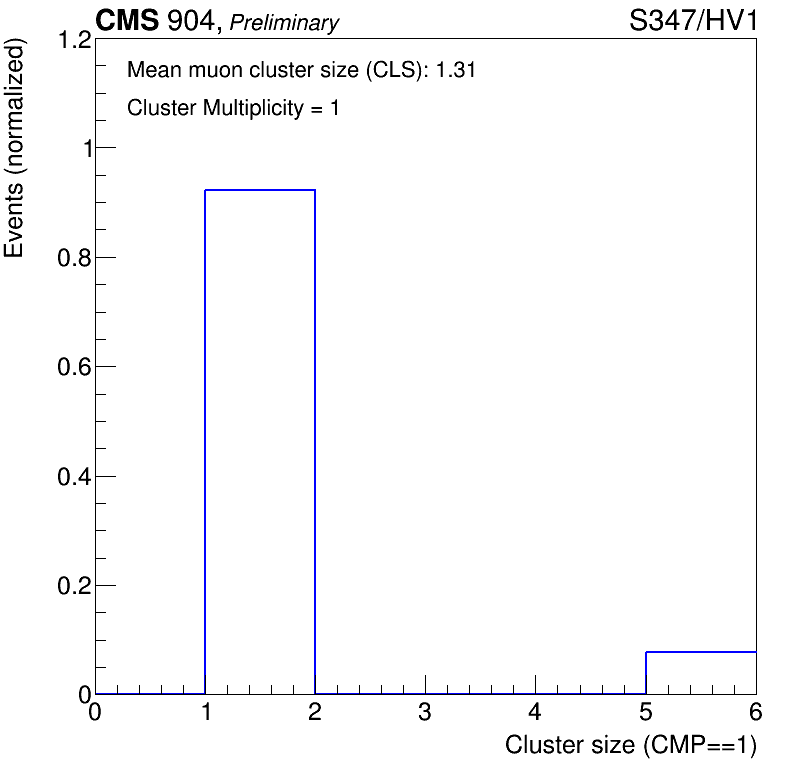 CMS 904, Preliminary
S347/HV1
Mean muon cluster size (CLS): 1.31
Cluster Multiplicity = 1
Events (normalized)
1.2
1
0.8
0.6
0.4
0.2
0
0 1 2 3 4 5 6
Cluster size (CMP==1)